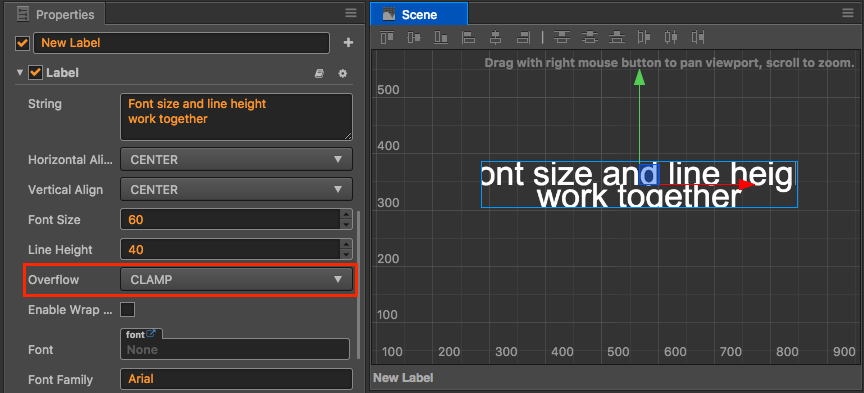 Properties
New Label
Label
String
Font size and line height
work together
Horizontal Ali...
CENTER
Vertical Align
CENTER
Font Size
60
Line Height
40
Overflow
CLAMP
Enable Wrap ...
font
Font
None
Font Family
Arial
Scene
Drag with right mouse button to pan viewport, scroll to zoom.
500
400
300
200
100
ont size and line heig
work together
100 200 300 400 500 600 700 800 900
New Label